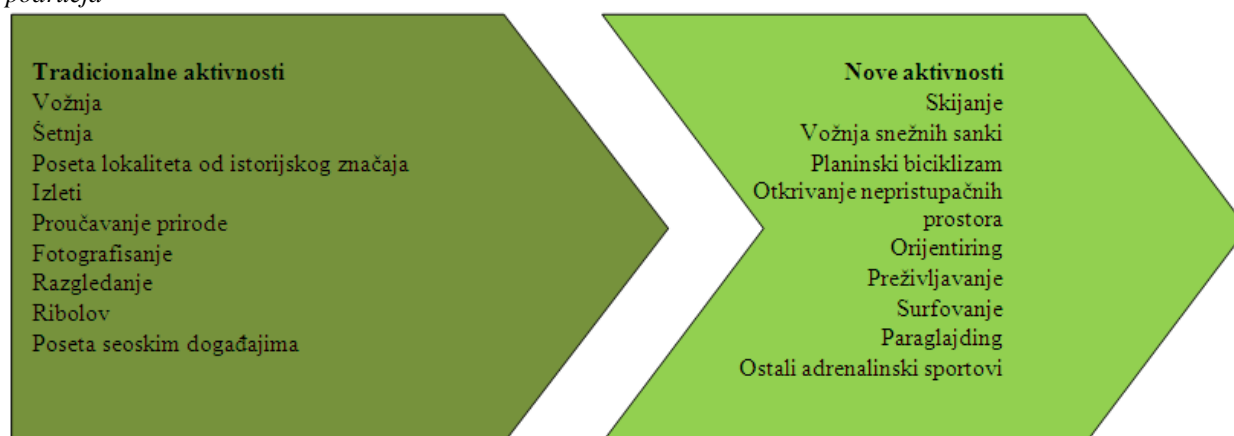 područja
Tradicionalne aktivnosti
Vožnja
Šetnja
Poseta lokaliteta od istorijskog značaja
Izleti
Proučavanje prirode
Fotografisanje
Razgledanje
Ribolov
Poseta seoskim događajima
Nove aktivnosti
Skijanje
Vožnja snežnih sanki
Planinski biciklizam
Otkrivanje nepristupačnih
prostora
Orijentiring
Preživljavanje
Surfovanje
Paraglajding
Ostali adrenalinski sportovi